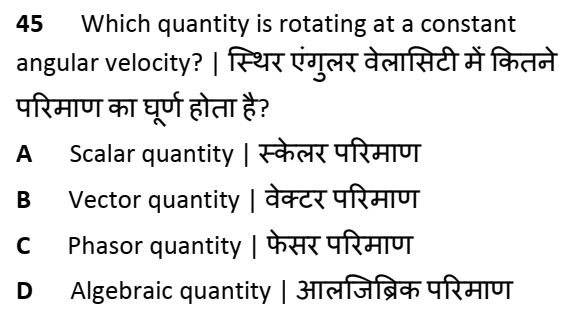 45 Which quantity is rotating at a constant
angular velocity? | स्थिर एंगुलर वेलासिटी में कितने
परिमाण का घूर्ण होता है?
A Scalar quantity | स्केलर परिमाण
B Vector quantity | वेक्टर परिमाण
C Phasor quantity | फेसर परिमाण
D Algebraic quantity | आलजिब्रिक परिमाण